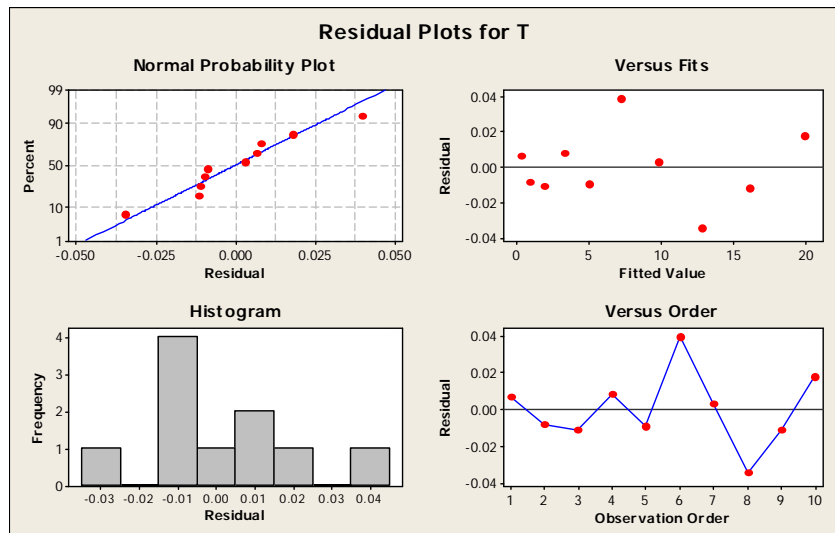 Residual Plots for T
Normal Probability Plot
99
90
50
10
1
Percent
-0.050 -0.025 0.000 0.025 0.050
Residual
Versus Fits
0.04
0.02
0.00
-0.02
-0.04
Residual
0 5 10 15 20
Fitted Value
Histogram
4
3
2
1
0
Frequency
-0.03 -0.02 -0.01 0.00 0.01 0.02 0.03 0.04
Residual
Versus Order
0.04
0.02
0.00
-0.02
-0.04
Residual
1 2 3 4 5 6 7 8 9 10
Observation Order